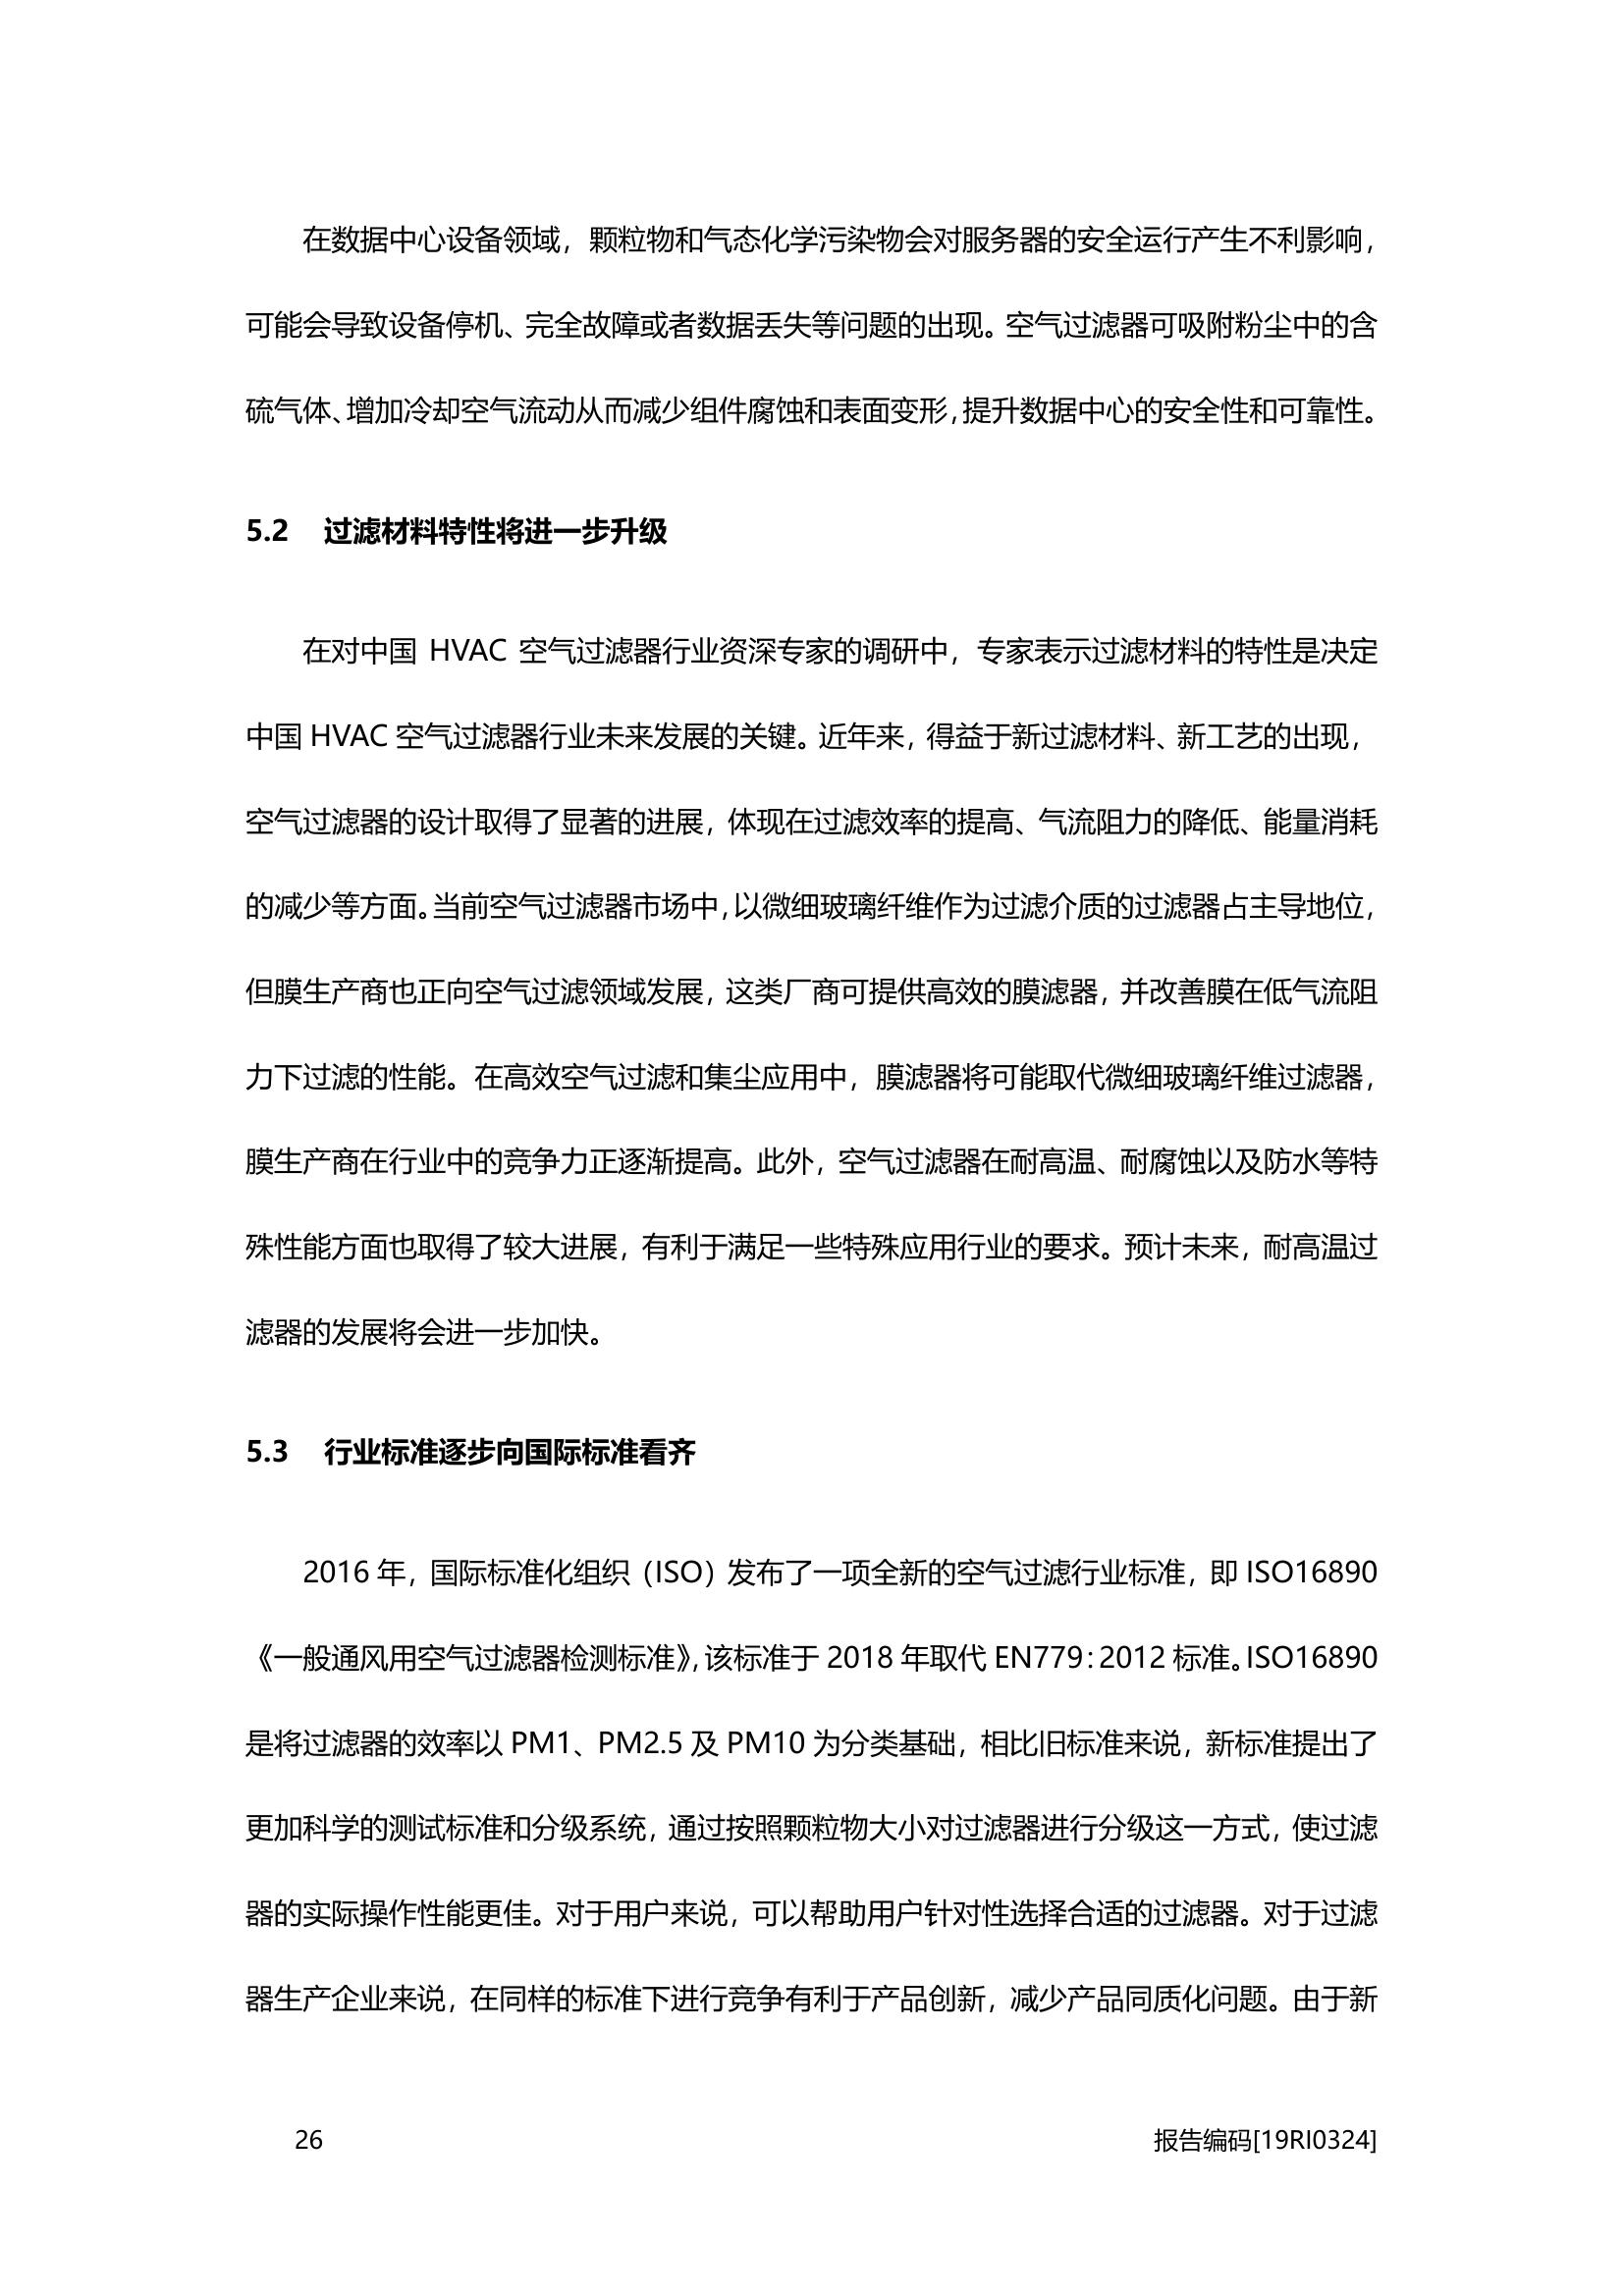 在数据中心设备领域，颗粒物和气态化学污染物会对服务器的安全运行产生不利影响，
可能会导致设备停机、完全故障或者数据丢失等问题的出现。空气过滤器可吸附粉尘中的含
硫气体、增加冷却空气流动从而减少组件腐蚀和表面变形，提升数据中心的安全性和可靠性。
5.2 过滤材料特性将进一步升级
在对中国 HVAC 空气过滤器行业资深专家的调研中，专家表示过滤材料的特性是决定
中国 HVAC 空气过滤器行业未来发展的关键。近年来，得益于新过滤材料、新工艺的出现，
空气过滤器的设计取得了显著的进展，体现在过滤效率的提高、气流阻力的降低、能量消耗
的减少等方面。当前空气过滤器市场中，以微细玻璃纤维作为过滤介质的过滤器占主导地位，
但膜生产商也正向空气过滤领域发展，这类厂商可提供高效的膜滤器，并改善膜在低气流阻
力下过滤的性能。在高效空气过滤和集尘应用中，膜滤器将可能取代微细玻璃纤维过滤器，
膜生产商在行业中的竞争力正逐渐提高。此外，空气过滤器在耐高温、耐腐蚀以及防水等特
殊性能方面也取得了较大进展，有利于满足一些特殊应用行业的要求。预计未来，耐高温过
滤器的发展将会进一步加快。
5.3 行业标准逐步向国际标准看齐
2016 年，国际标准化组织（ISO）发布了一项全新的空气过滤行业标准，即 ISO16890
《一般通风用空气过滤器检测标准》，该标准于 2018 年取代 EN779：2012 标准。ISO16890
是将过滤器的效率以 PM1、PM2.5 及 PM10 为分类基础，相比旧标准来说，新标准提出了
更加科学的测试标准和分级系统，通过按照颗粒物大小对过滤器进行分级这一方式，使过滤
器的实际操作性能更佳。对于用户来说，可以帮助用户针对性选择合适的过滤器。对于过滤
器生产企业来说，在同样的标准下进行竞争有利于产品创新，减少产品同质化问题。由于新
26 报告编码[19RI0324]